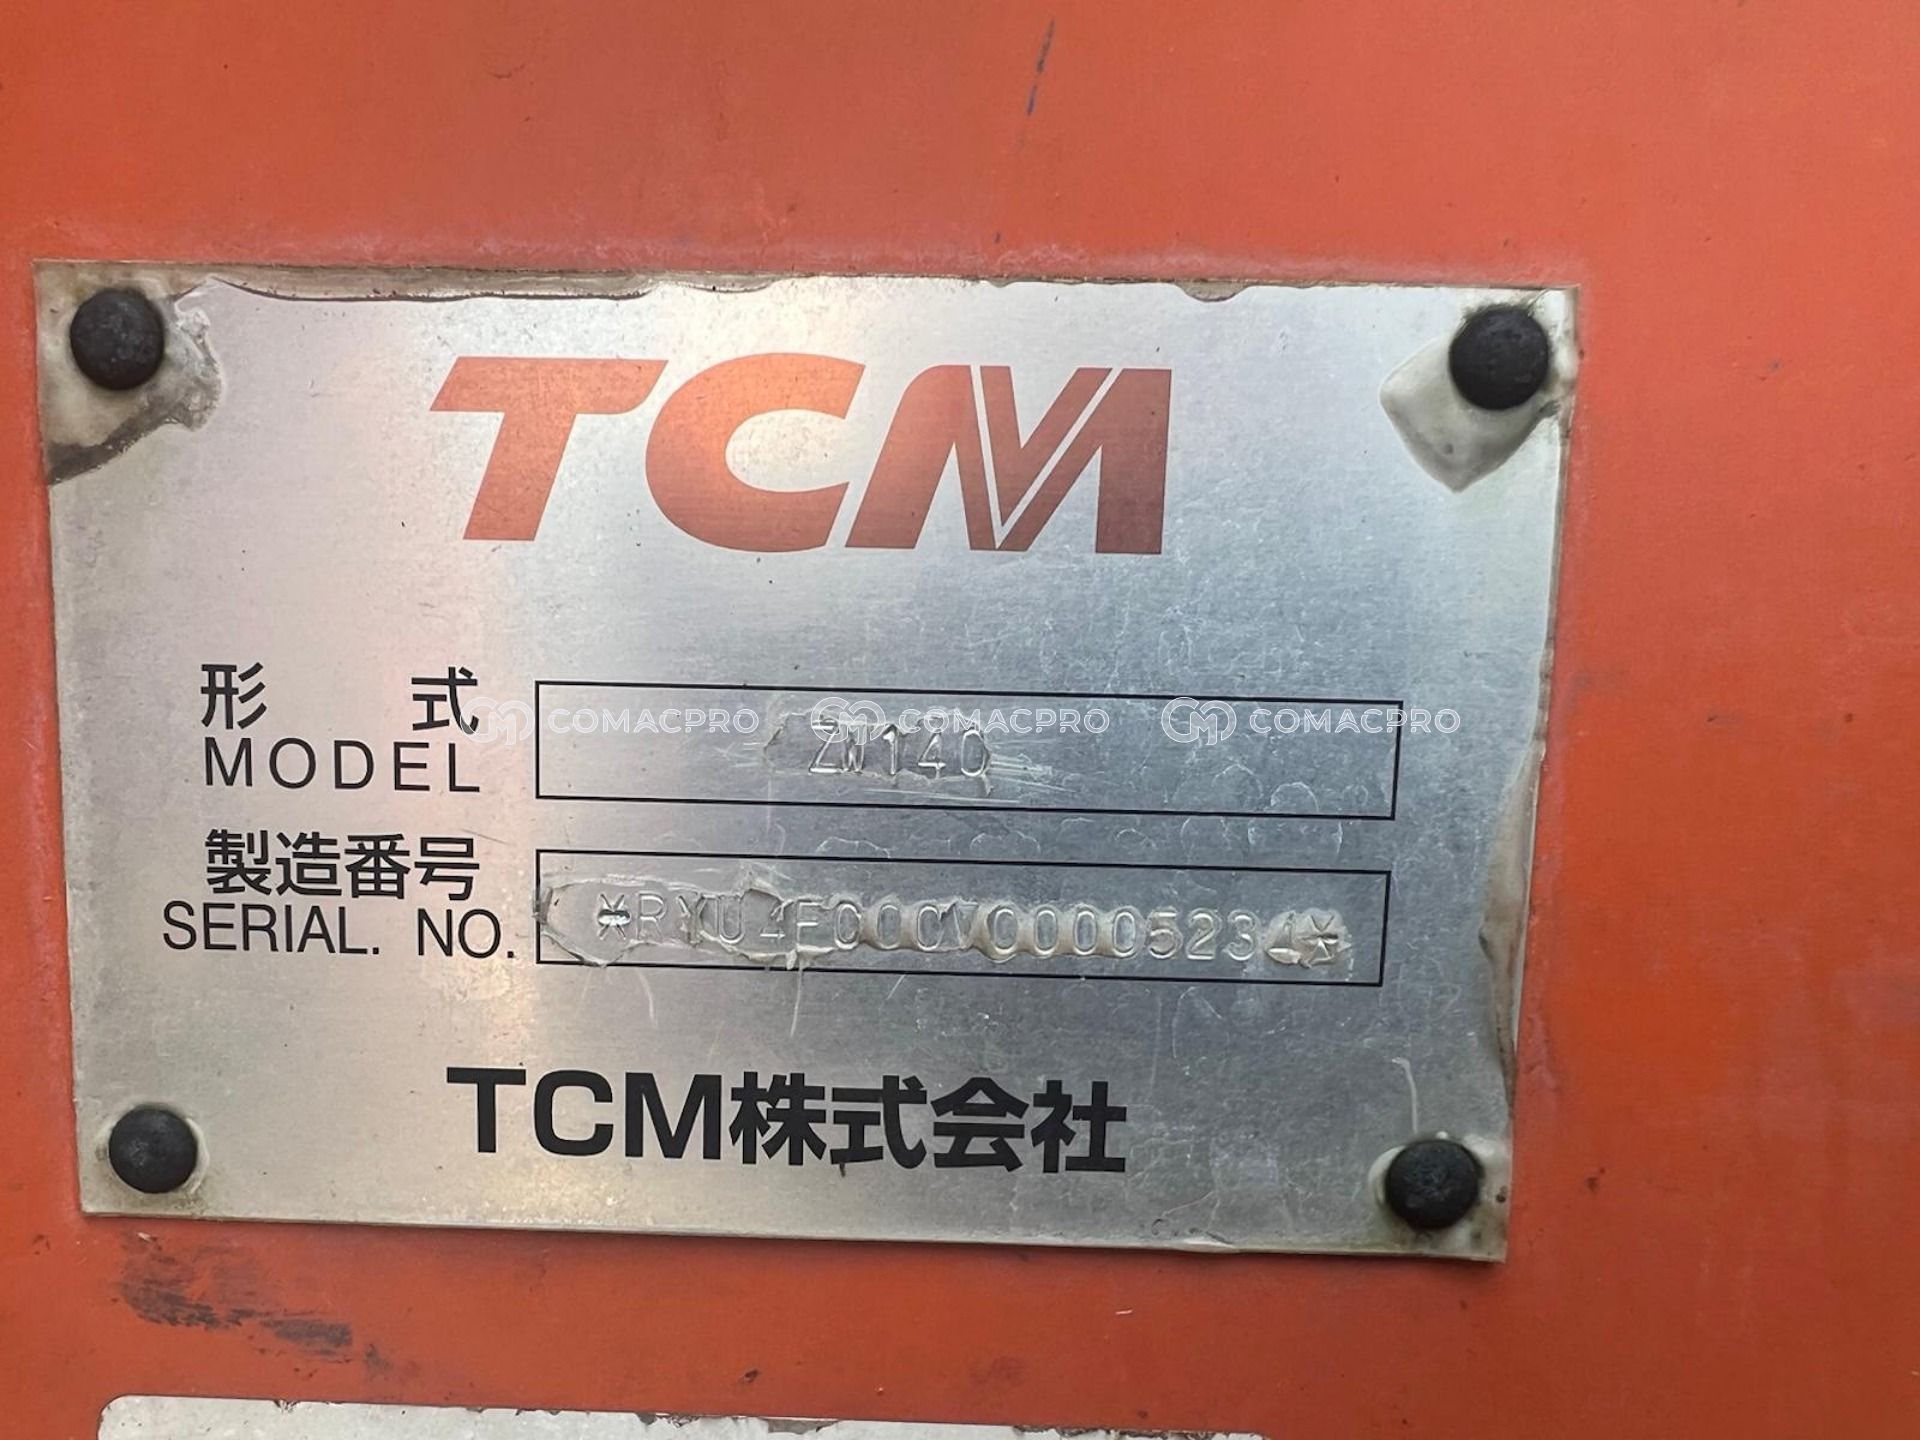 TCM
形式
MODEL
ZW140
COMACPRO COMACPRO COMACPRO
製造番号
SERIAL. NO.
TCM株式会社